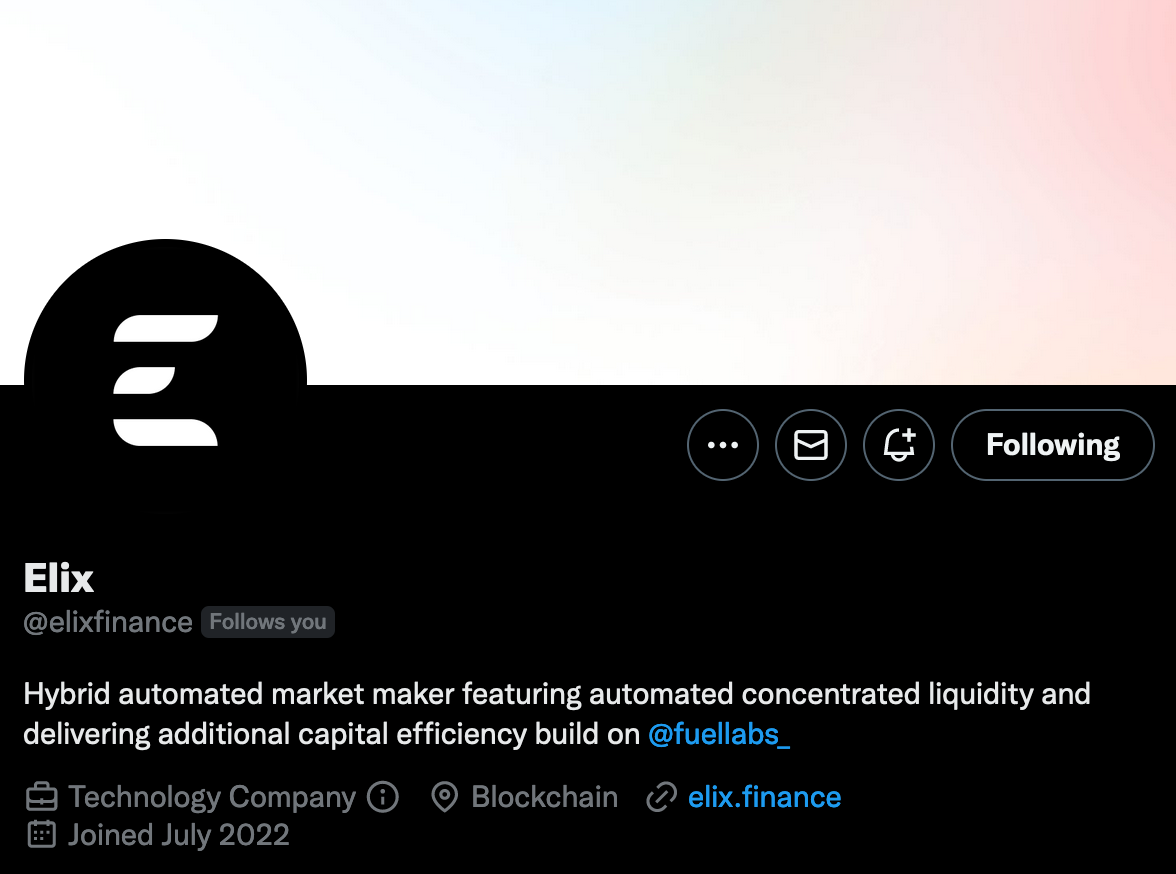 Following
Elix
@elixfinance Follows you
Hybrid automated market maker featuring automated concentrated liquidity and
delivering additional capital efficiency build on @fuellabs_
Technology Company Blockchain elix.finance
Joined July 2022